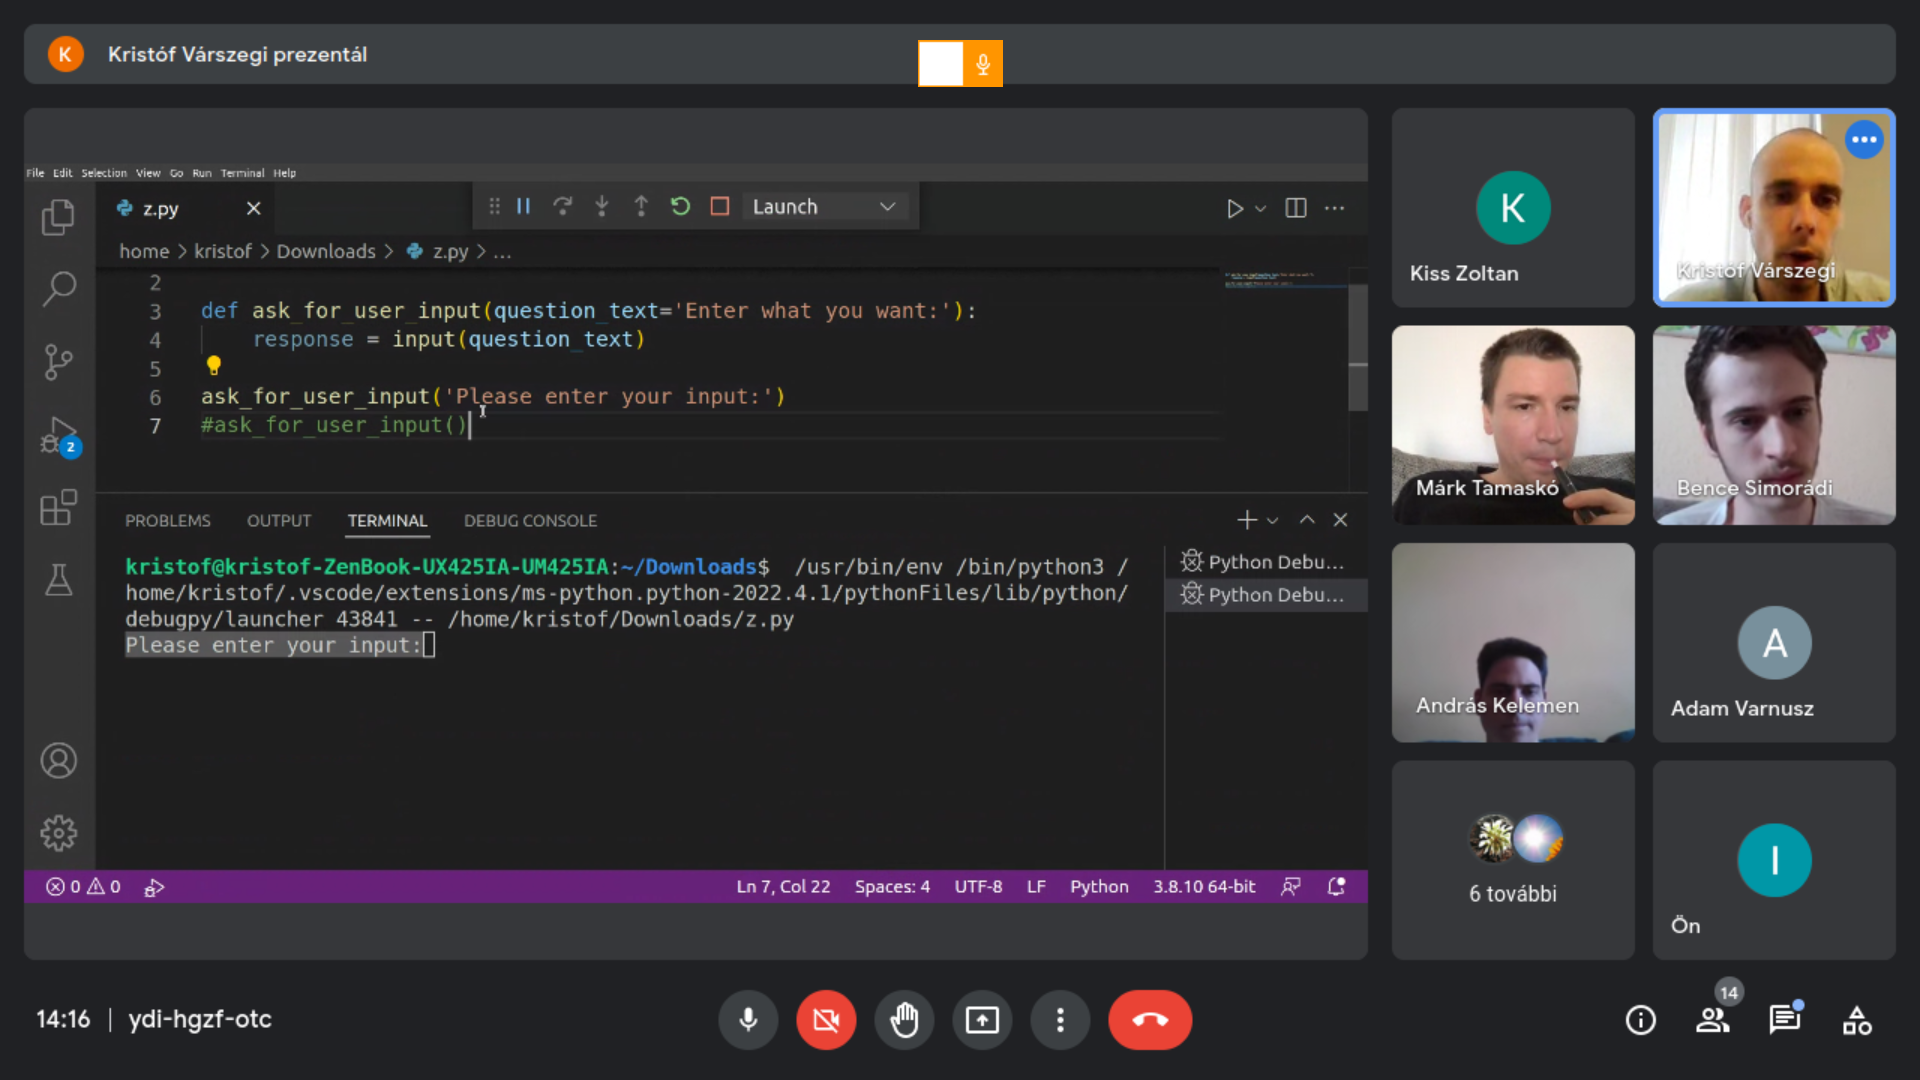 K
Kristóf Várszegi prezentál
File Edit Selection View Go Run Terminal Help
z.py
Launch
home > kristof > Downloads > z.py > ...
2
3 def ask_for_user_input(question_text='Enter what you want:'):
4 response = input(question_text)
5
6 ask_for_user_input('Please enter your input:')
7 #ask_for_user_input()
2
PROBLEMS OUTPUT TERMINAL DEBUG CONSOLE
kristof@kristof-ZenBook-UX425IA-UM425IA:~/Downloads$ /usr/bin/env /bin/python3 /
home/kristof/.vscode/extensions/ms-python.python-2022.4.1/pythonFiles/lib/python/
debugpy/launcher 43841 -- /home/kristof/Downloads/z.py
Please enter your input:
Python Debu...
Python Debu...
0 0
Ln 7, Col 22 Spaces: 4 UTF-8 LF Python 3.8.10 64-bit
K
Kiss Zoltan
Kristóf Várszegi
Márk Tamaskó
Bence Simorádi
András Kelemen
A
Adam Varnusz
6 további
I
Ön
14:16 | ydi-hgzf-otc
14